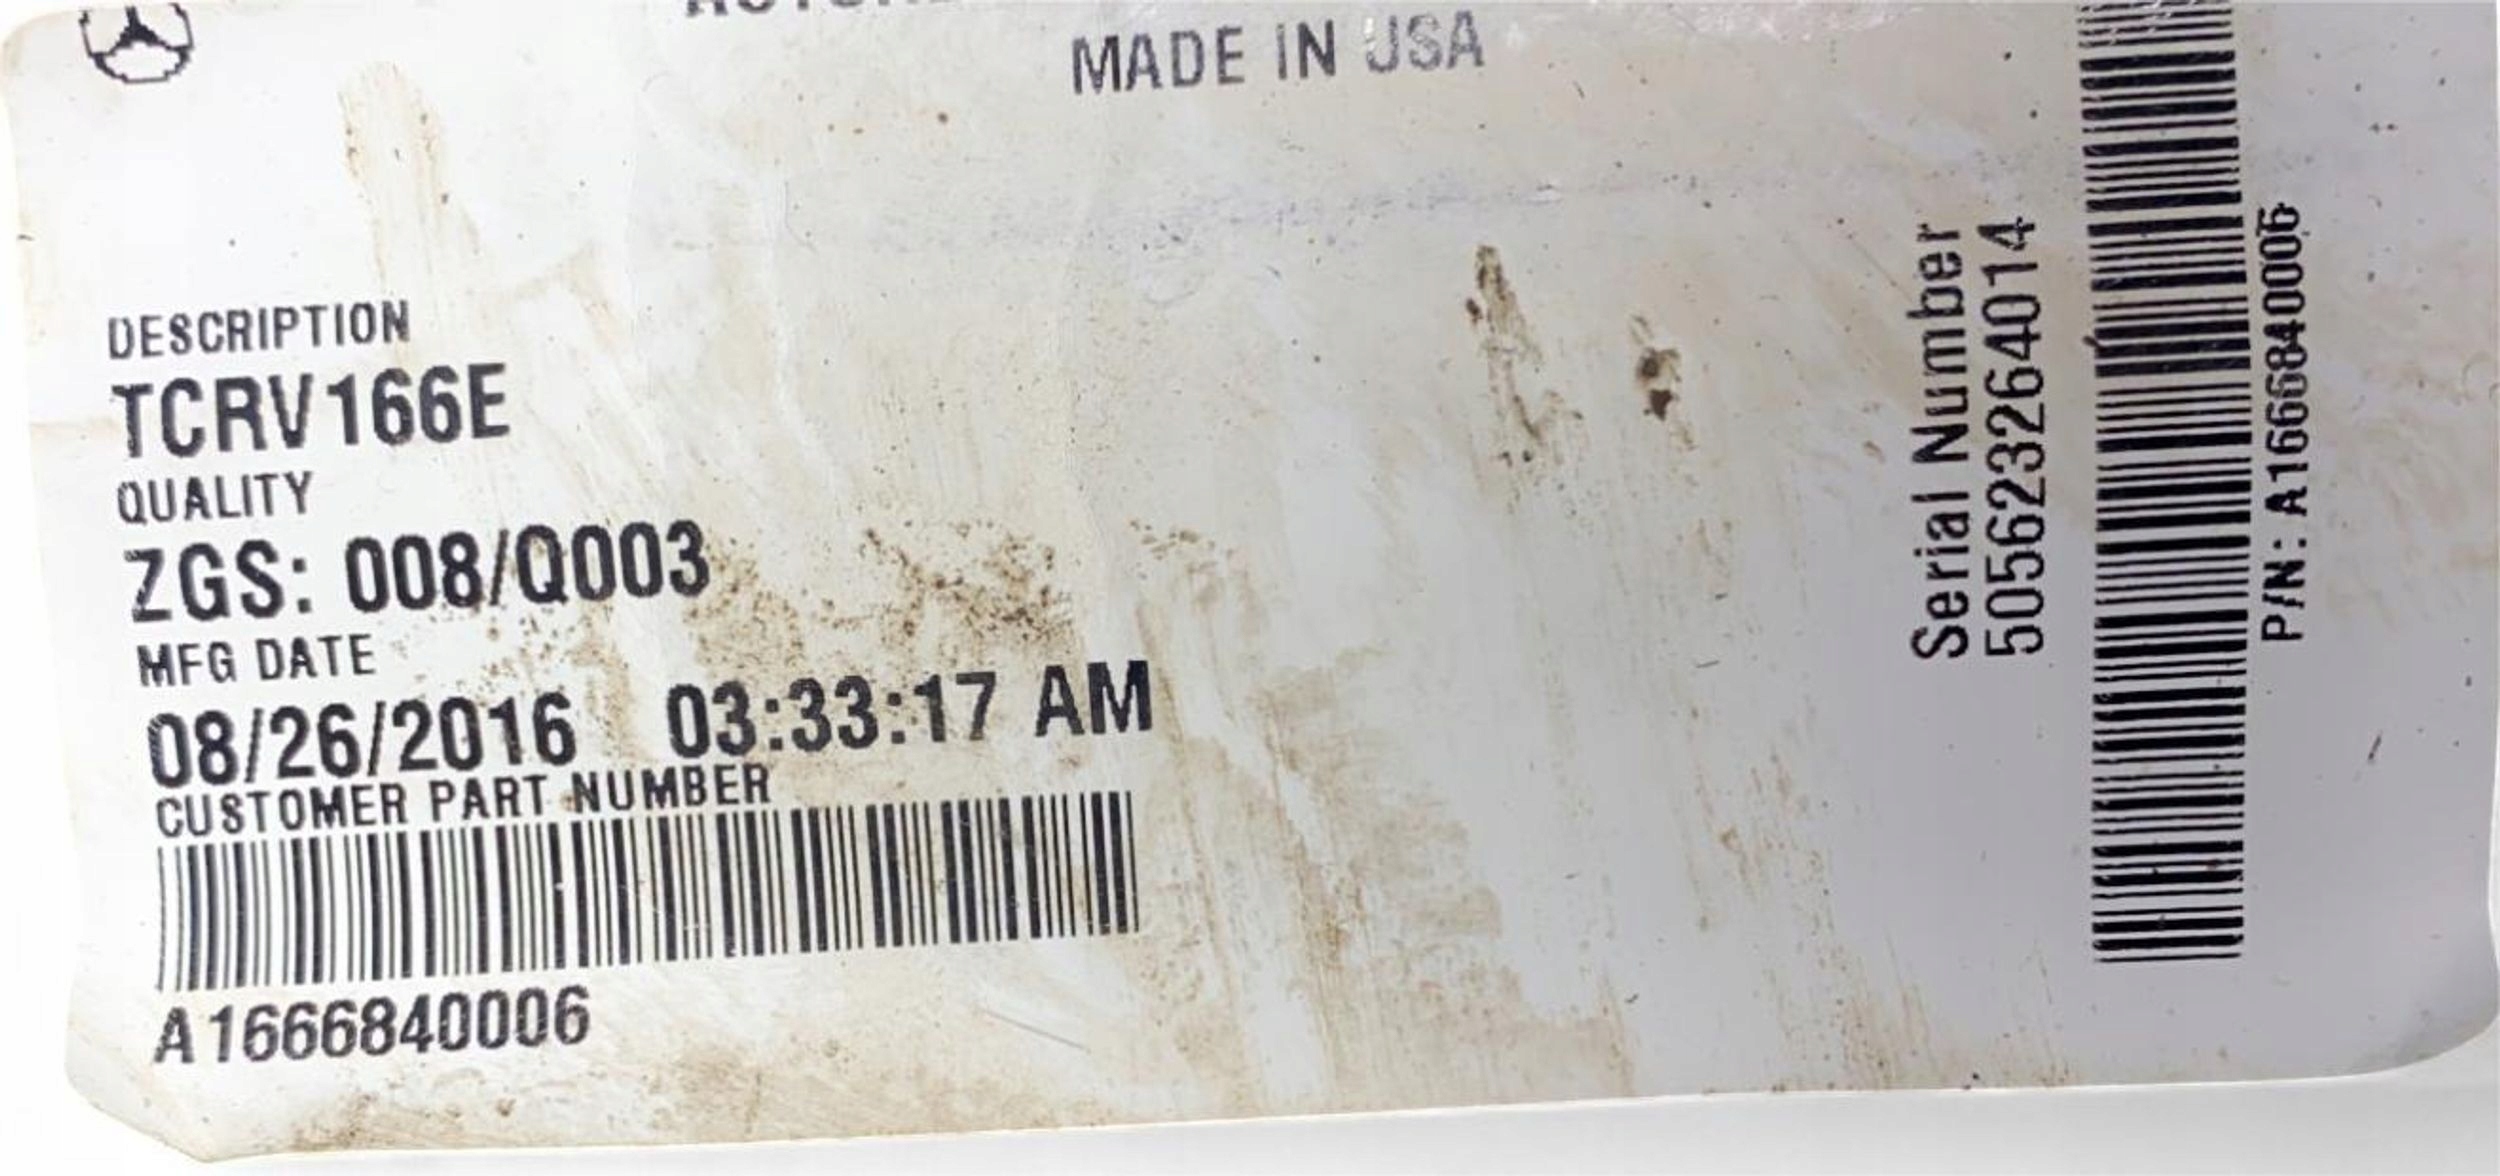 MADE IN USA
DESCRIPTION
TCRV166E
QUALITY
ZGS: 008/Q003
MFG DATE
08/26/2016 03:33:17 AM
CUSTOMER PART NUMBER
A1666840006
Serial Number
505623264014
P/N: A1666840006